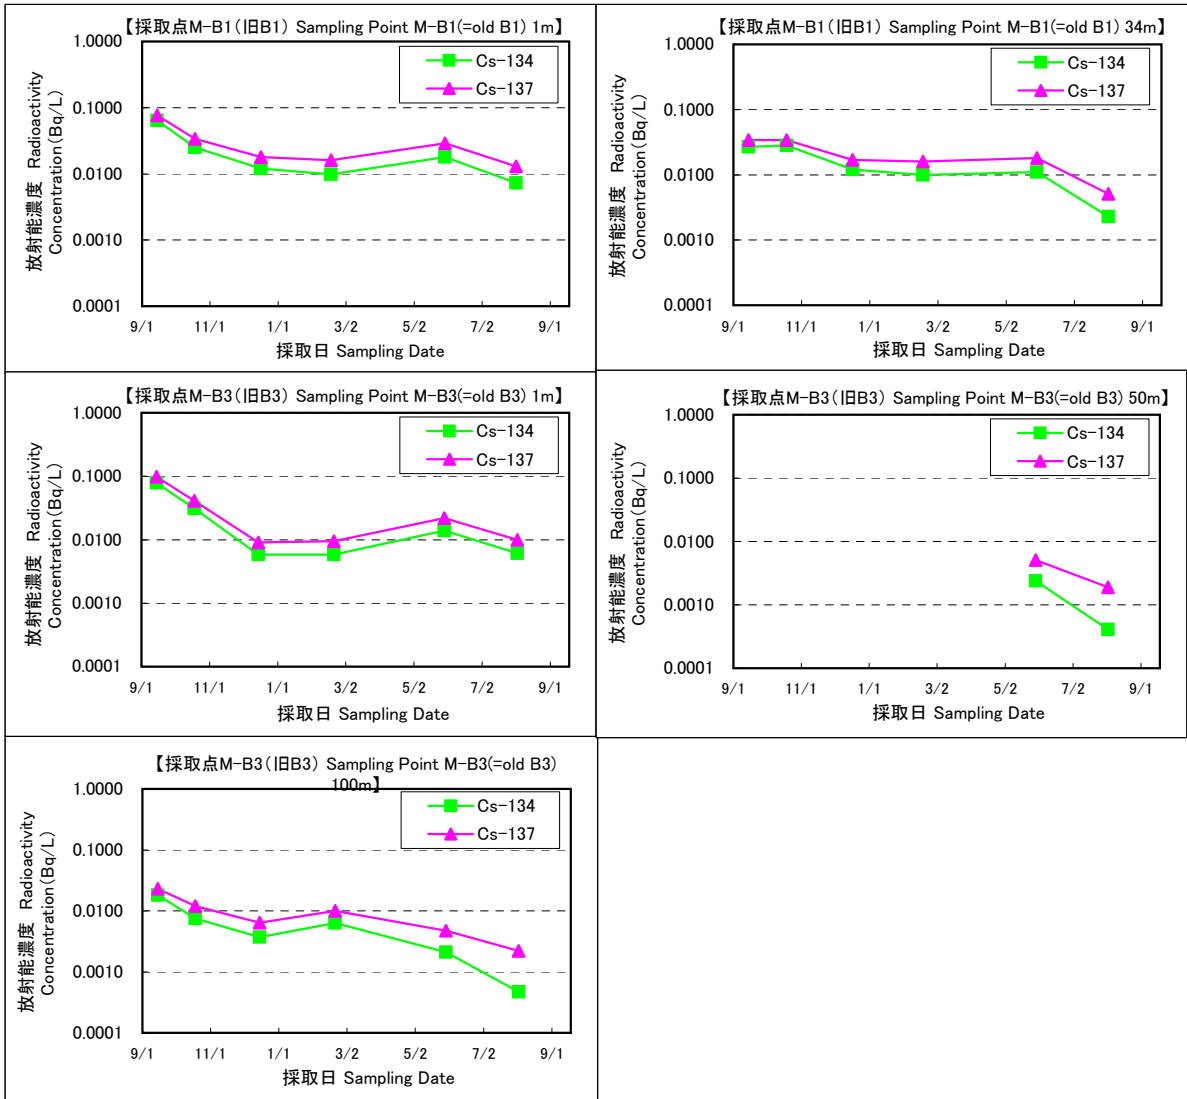 【採取点M-B1(旧B1) Sampling Point M-B1(=old B1) 1m】
Cs-134
Cs-137
放射能濃度 Radioactivity
Concentration(Bq/L)
1.0000
0.1000
0.0100
0.0010
0.0001
9/1 11/1 1/1 3/2 5/2 7/2 9/1
採取日 Sampling Date
【採取点M-B1(旧B1) Sampling Point M-B1(=old B1) 34m】
Cs-134
Cs-137
放射能濃度 Radioactivity
Concentration(Bq/L)
1.0000
0.1000
0.0100
0.0010
0.0001
9/1 11/1 1/1 3/2 5/2 7/2 9/1
採取日 Sampling Date
【採取点M-B3(旧B3) Sampling Point M-B3(=old B3) 1m】
Cs-134
Cs-137
放射能濃度 Radioactivity
Concentration(Bq/L)
1.0000
0.1000
0.0100
0.0010
0.0001
9/1 11/1 1/1 3/2 5/2 7/2 9/1
採取日 Sampling Date
【採取点M-B3(旧B3) Sampling Point M-B3(=old B3) 50m】
Cs-134
Cs-137
放射能濃度 Radioactivity
Concentration(Bq/L)
1.0000
0.1000
0.0100
0.0010
0.0001
9/1 11/1 1/1 3/2 5/2 7/2 9/1
採取日 Sampling Date
【採取点M-B3(旧B3) Sampling Point M-B3(=old B3)
100m】
Cs-134
Cs-137
放射能濃度 Radioactivity
Concentration(Bq/L)
1.0000
0.1000
0.0100
0.0010
0.0001
9/1 11/1 1/1 3/2 5/2 7/2 9/1
採取日 Sampling Date